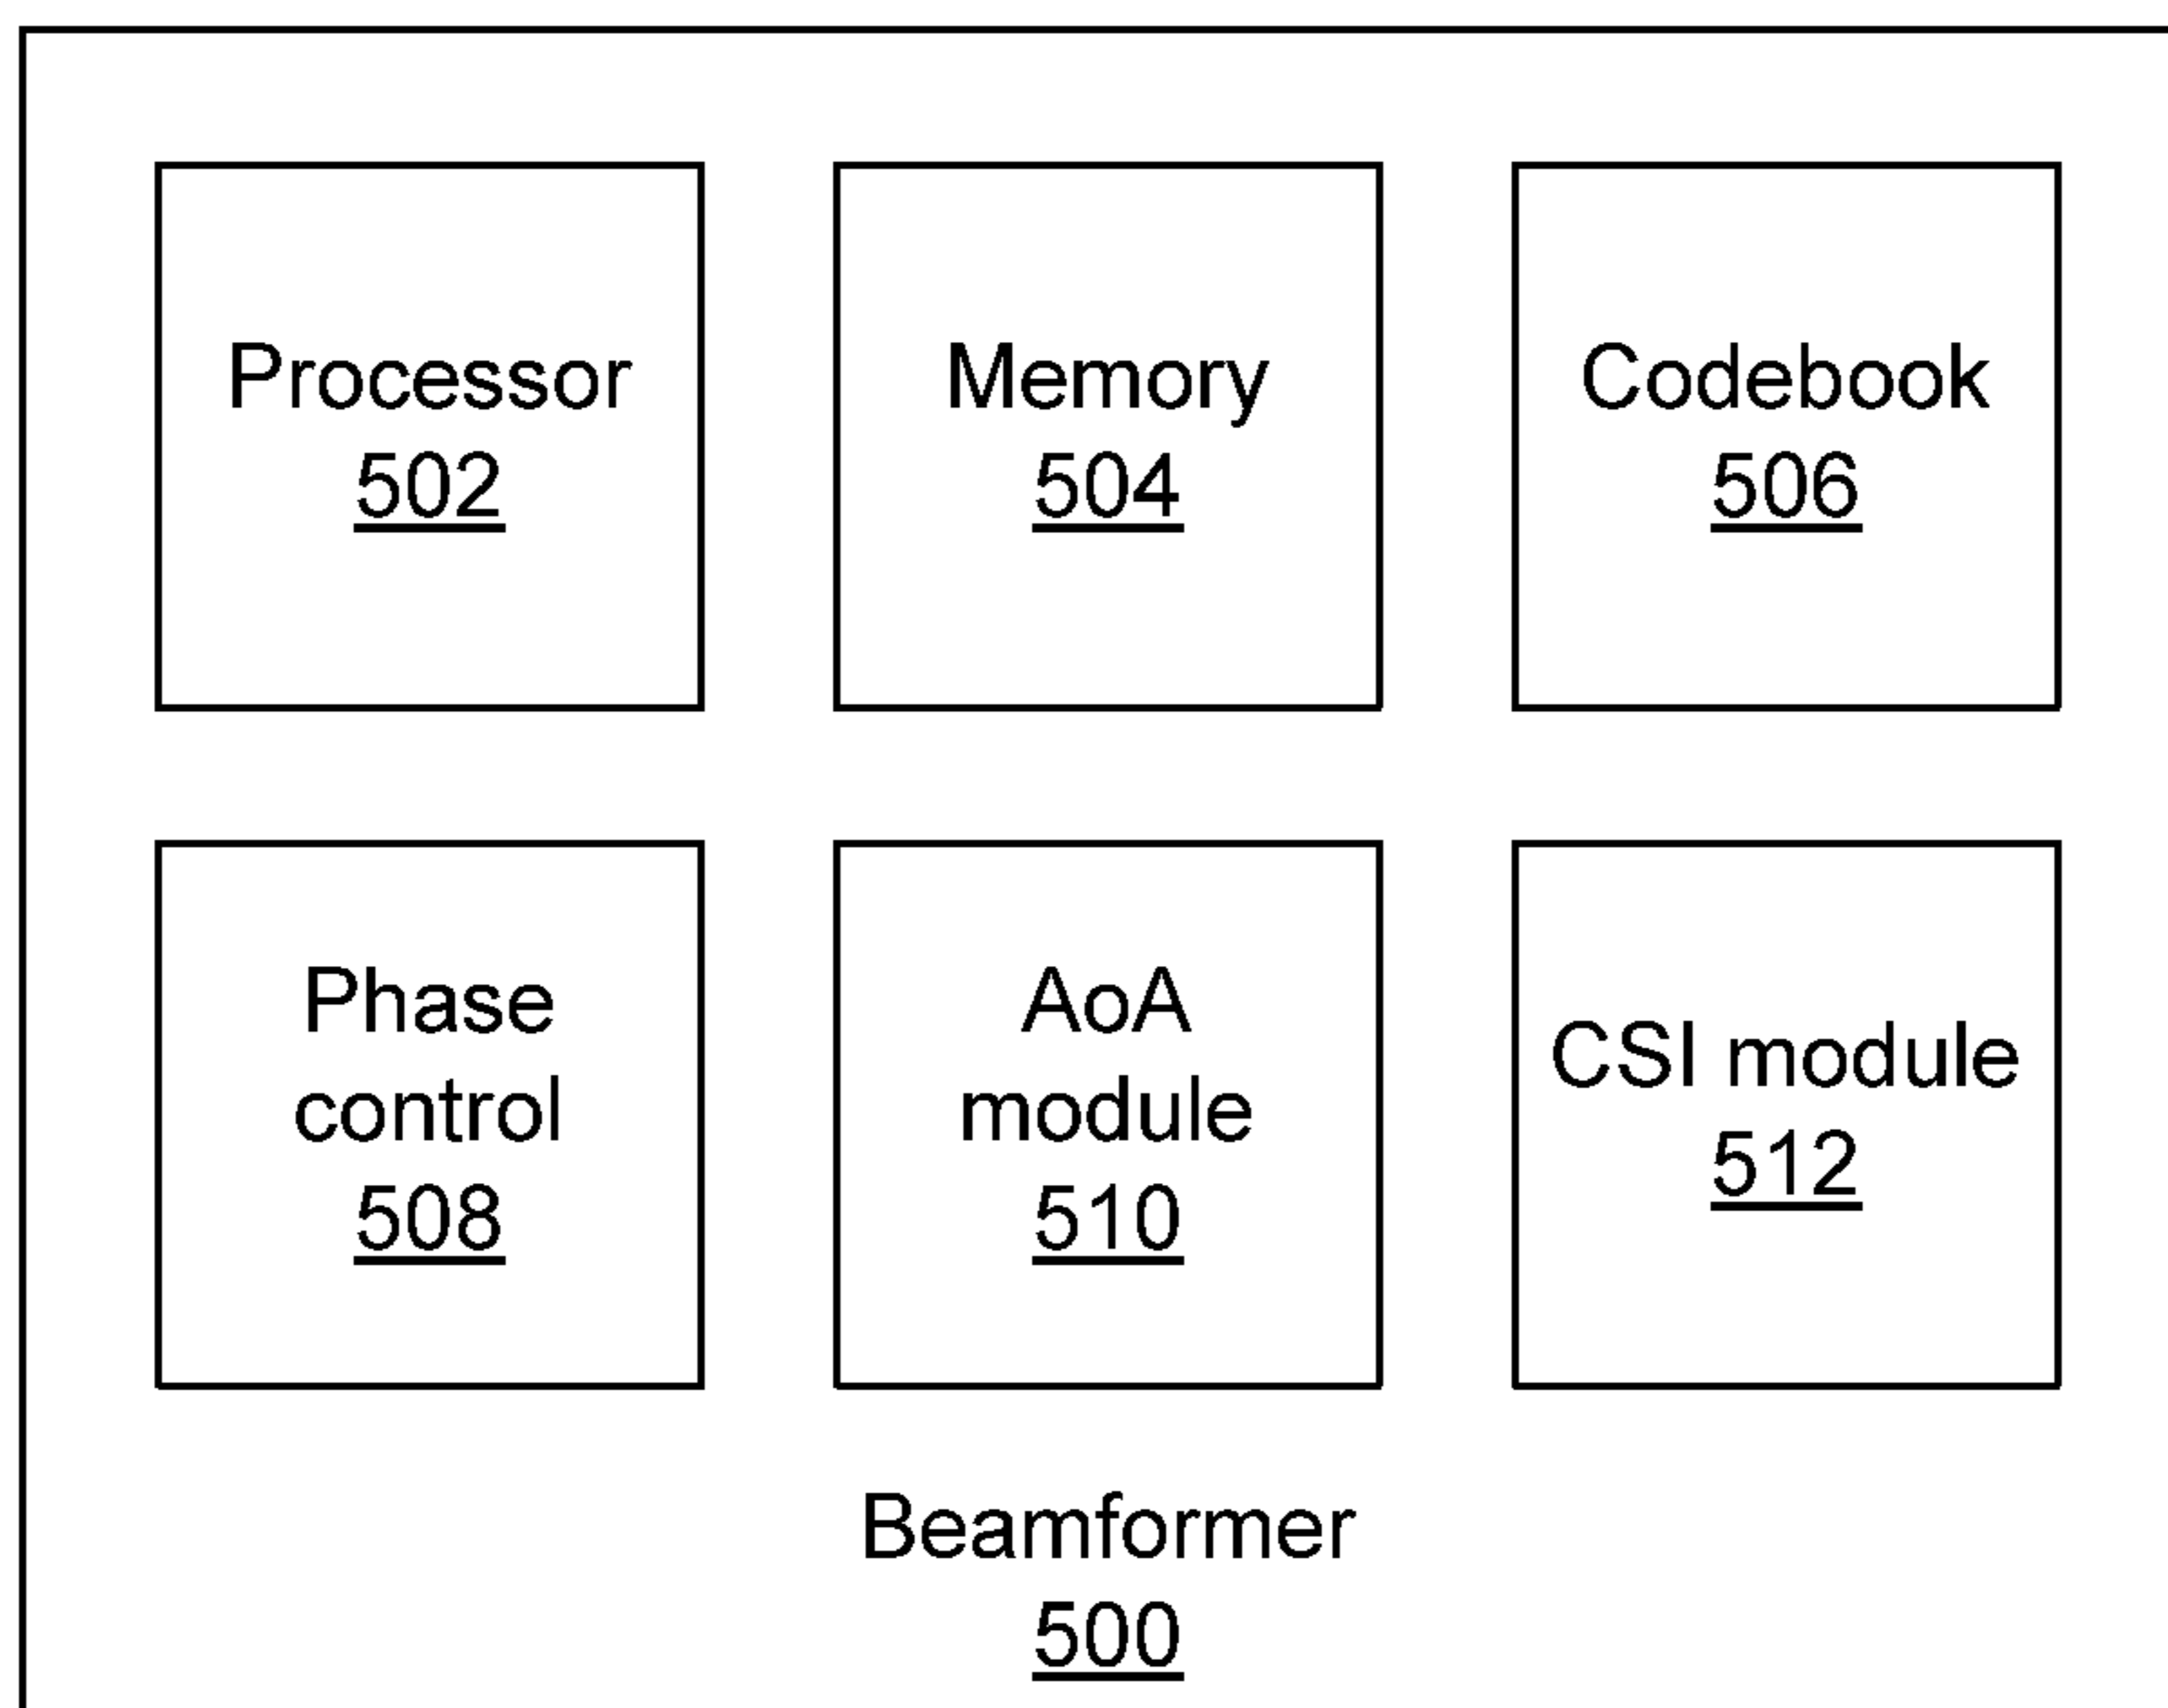 Processor
502
Memory
504
Codebook
506
Phase
control
508
AoA
module
510
CSI module
512
Beamformer
500